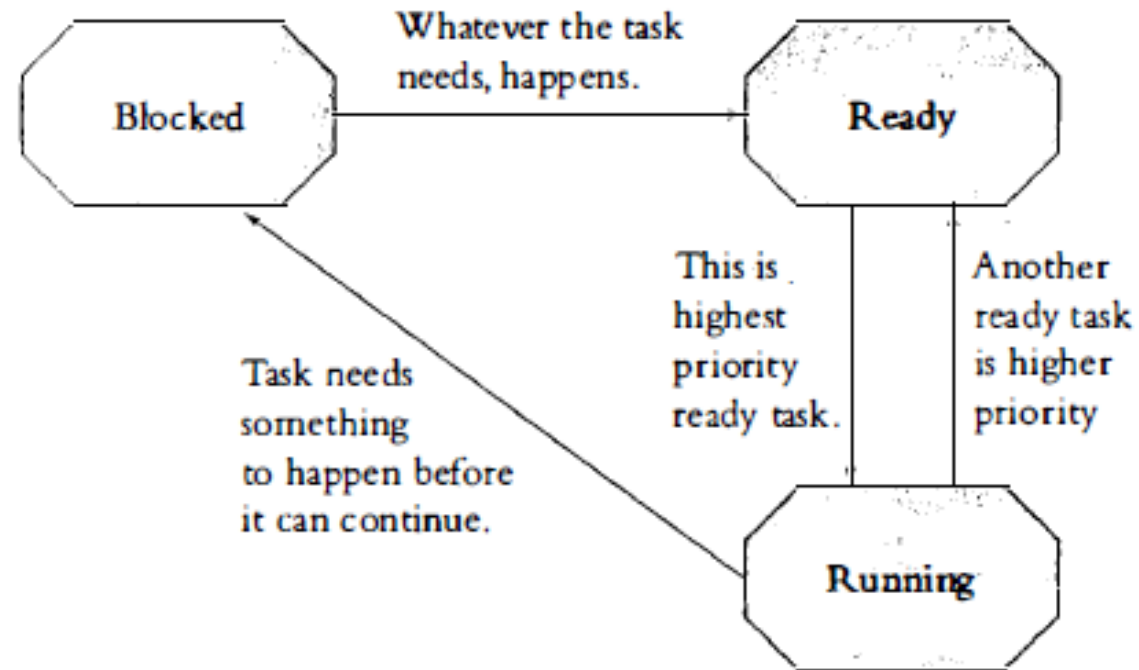 Whatever the task
needs, happens.
Blocked
Ready
This is
highest
priority
ready task.
Another
ready task
is higher
priority
Task needs
something
to happen before
it can continue.
Running